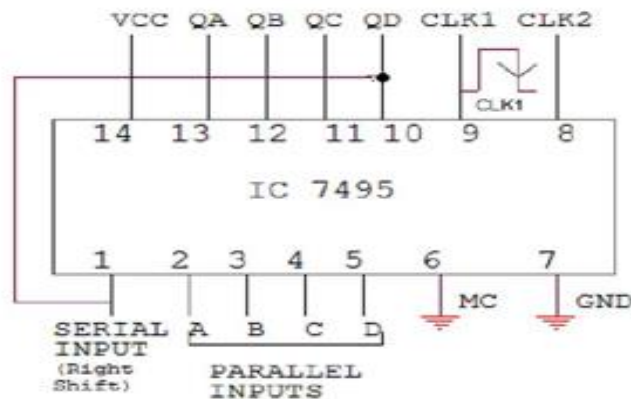 VCC QA QB QC QD CLK1 CLK2
CLK1
14 13 12 11 10 9 8
IC 7495
1 2 3 4 5 6 7
MC GND
SERIAL A B C D
INPUT
(Right PARALLEL
Shift) INPUTS